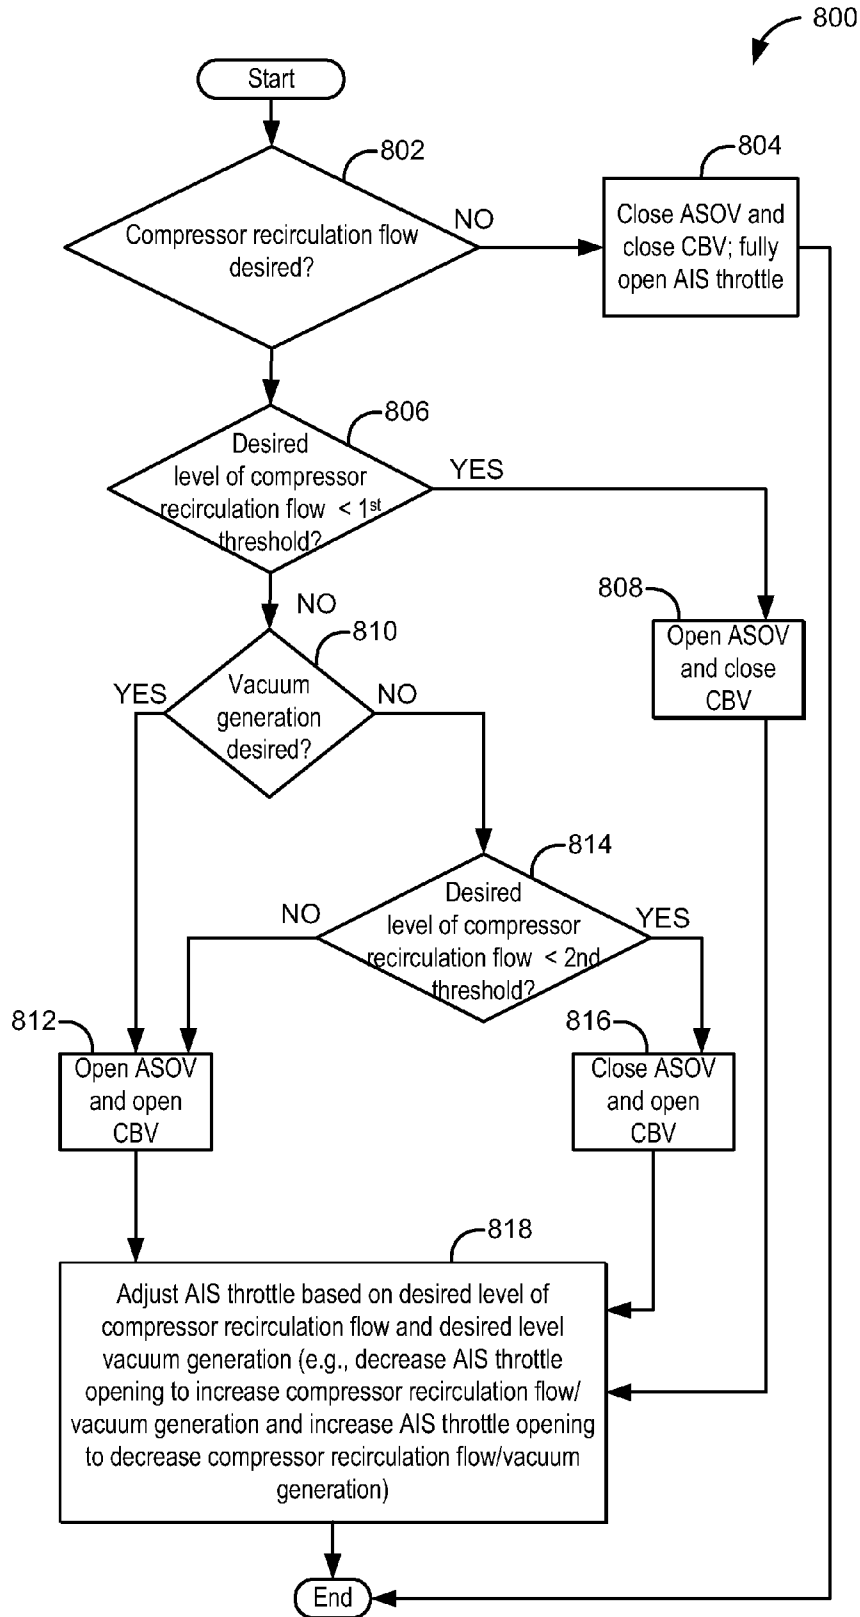 800
Start
802
Compressor recirculation flow
desired?
NO
804
Close ASOV and
close CBV; fully
open AIS throttle
806
Desired
level of compressor
recirculation flow < 1st
threshold?
YES
NO
808
Open ASOV
and close
CBV
810
Vacuum
generation
desired?
YES
NO
814
Desired
level of compressor
recirculation flow < 2nd
threshold?
NO
YES
812
Open ASOV
and open
CBV
816
Close ASOV
and open
CBV
818
Adjust AIS throttle based on desired level of
compressor recirculation flow and desired level
vacuum generation (e.g., decrease AIS throttle
opening to increase compressor recirculation flow/
vacuum generation and increase AIS throttle opening
to decrease compressor recirculation flow/vacuum
generation)
End